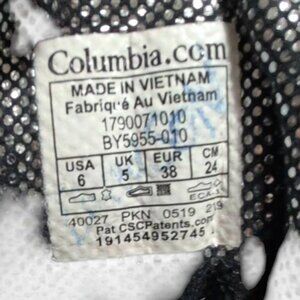 Columbia.com
MADE IN VIETNAM
Fabriqué Au Vietnam
1790071010
BY5955-010
USA UK EUR CM
6 5 38 24
40027 PKN 0519 219
Pat CSCPatents.com
191454952745